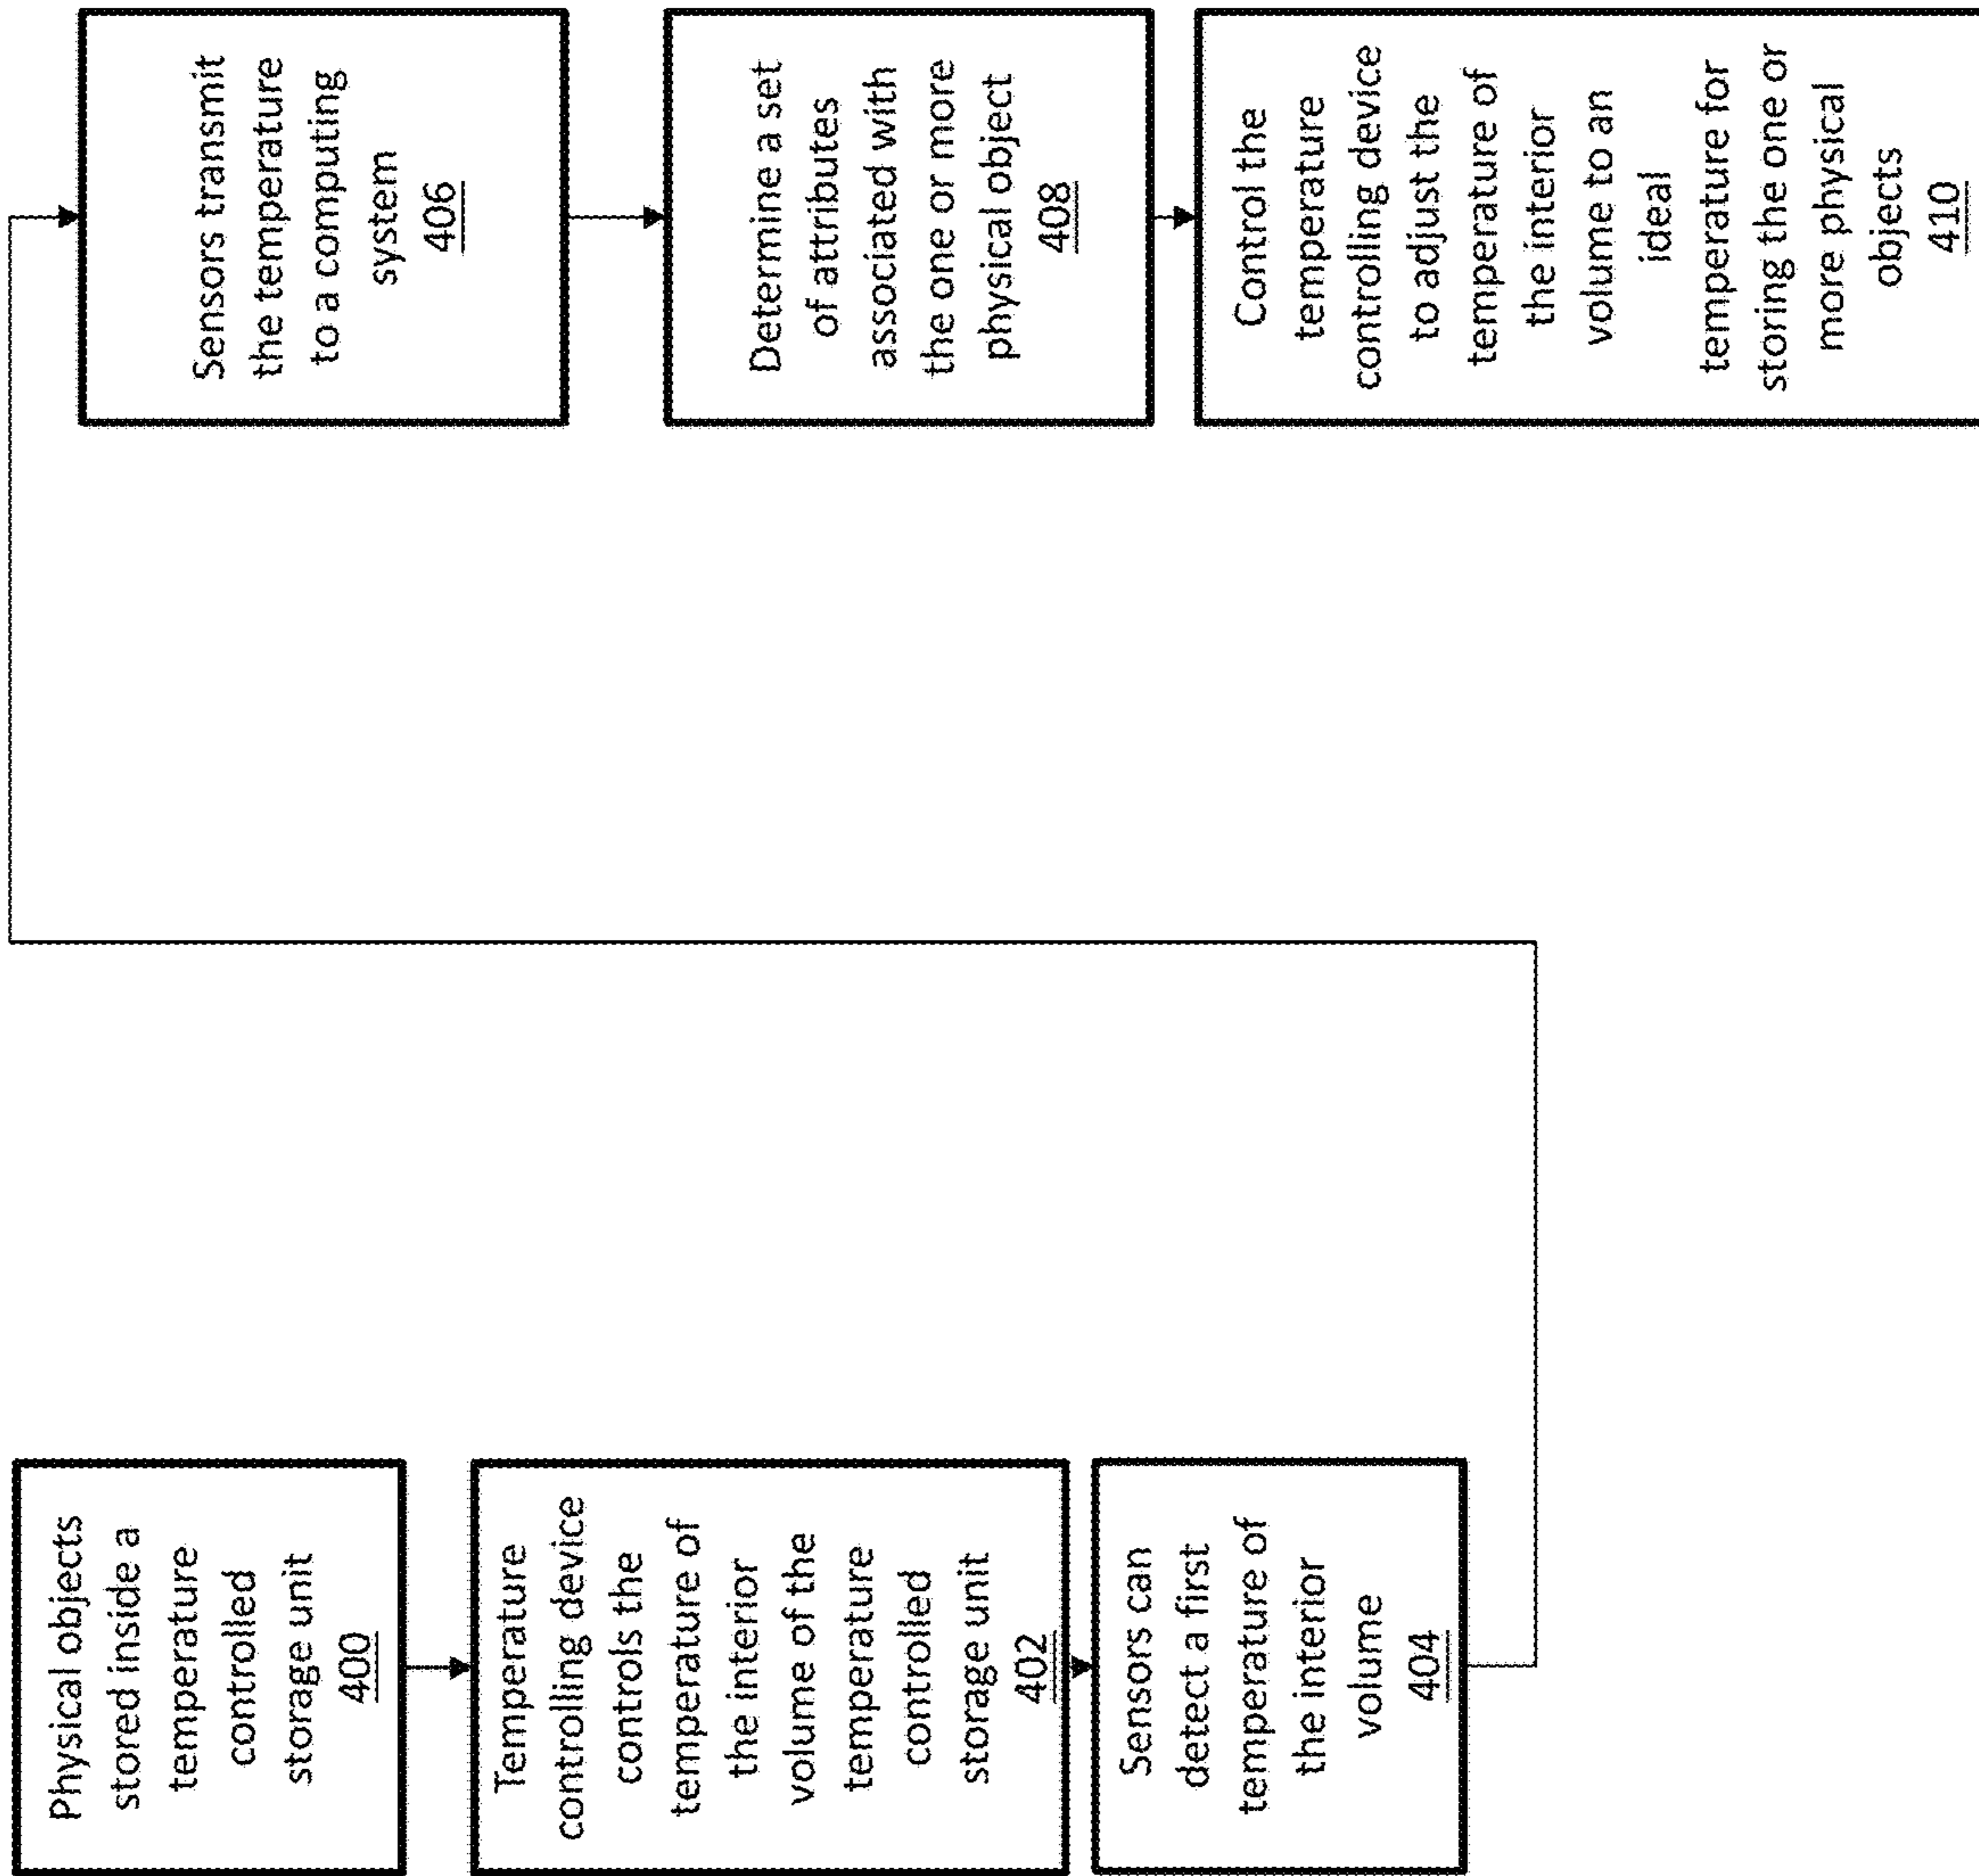 Physical objects
stored inside a
temperature
controlled
storage unit
400
Temperature
controlling device
controls the
temperature of
the interior
volume of the
temperature
controlled
storage unit
402
Sensors can
detect a first
temperature of
the interior
volume
404
Sensors transmit
the temperature
to a computing
system
406
Determine a set
of attributes
associated with
the one or more
physical object
408
Control the
temperature
controlling device
to adjust the
temperature of
the interior
volume to an
ideal
temperature for
storing the one or
more physical
objects
410